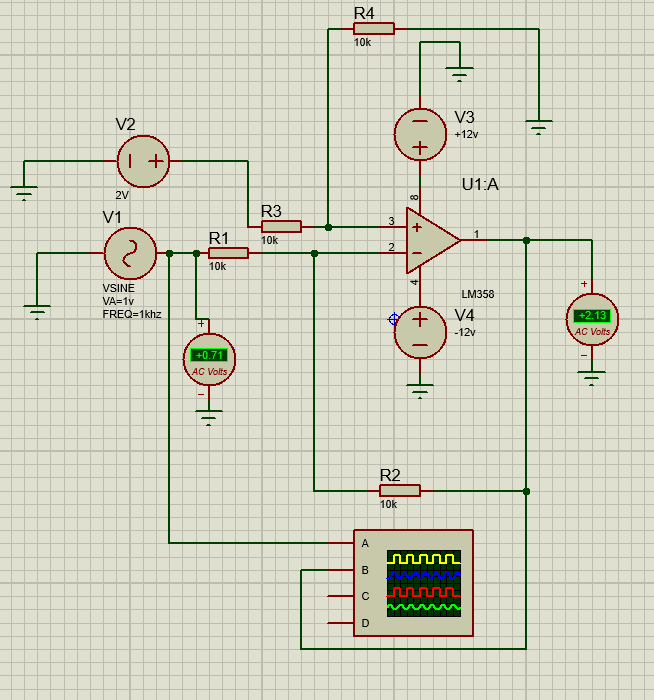 R4
10k
V3
+12v
V2
2V
U1:A
8
3
1
2
4
R3
10k
V1
R1
10k
VSINE
VA=1v
FREQ=1khz
LM358
V4
-12v
+0.71
AC Volts
+2.13
AC Volts
R2
10k
A
B
C
D